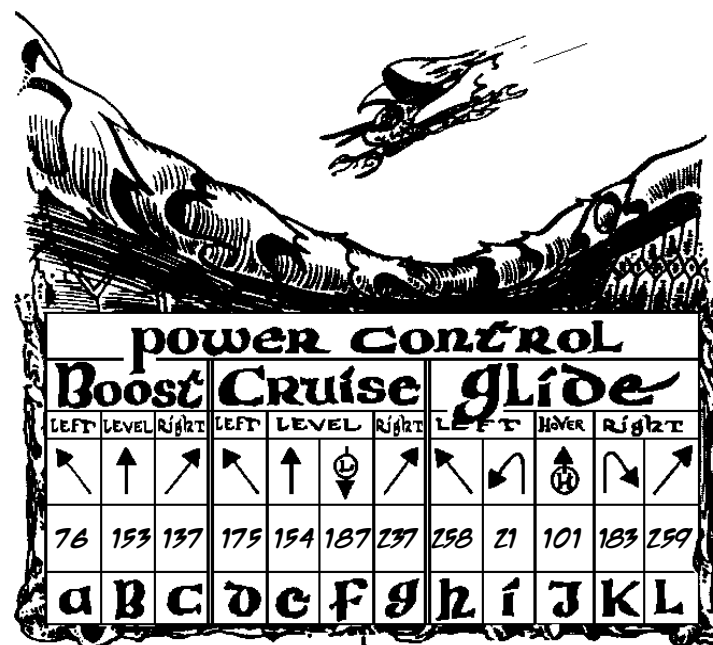 POWER CONTROL
Boost CRuise gLide
LEFT LEVEL Right LEFT LEVEL Right LEFT HoVER Right
L H
76 153 137 175 154 187 237 258 21 101 183 259
a B C d e F g h i J K L